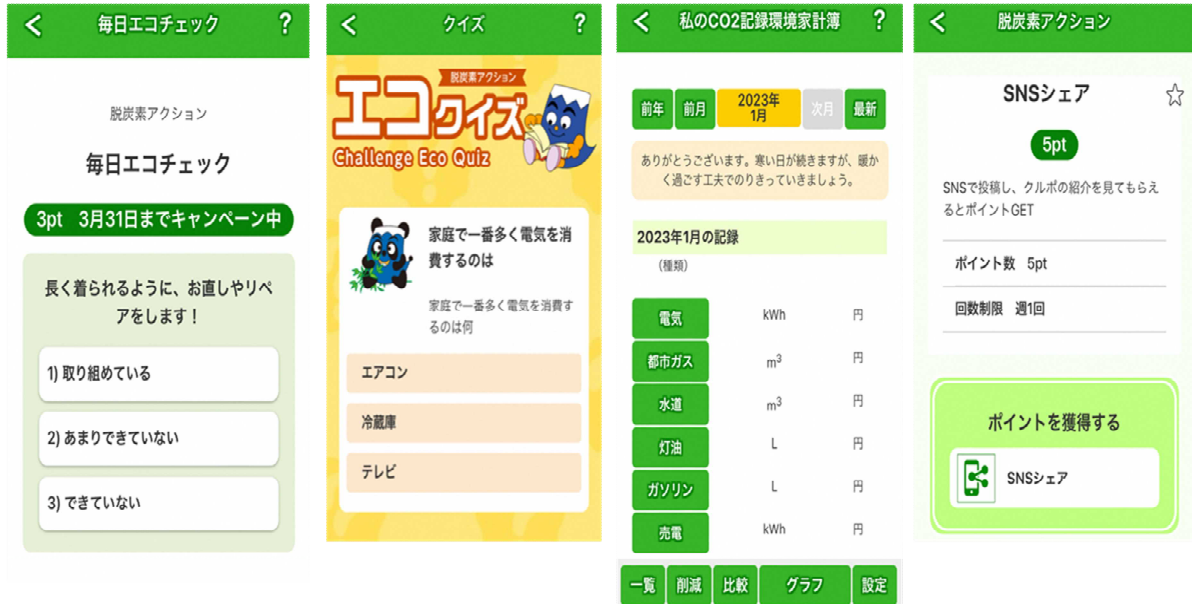 毎日エコチェック ?
脱炭素アクション
毎日エコチェック
3pt 3月31日までキャンペーン中
長く着られるように、お直しやリペ
アをします！
1) 取り組めている
2) あまりできていない
3) できていない
クイズ ?
脱炭素アクション
エコクイズ
Challenge Eco Quiz
家庭で一番多く電気を消
費するのは
家庭で一番多く電気を消費す
るのは何
エアコン
冷蔵庫
テレビ
私のCO2記録環境家計簿 ?
前年 前月 2023年
1月 次月 最新
ありがとうございます。寒い日が続きますが、暖か
く過ごす工夫でのりきっていきましょう。
2023年1月の記録
（種類）
電気 kWh 円
都市ガス m³ 円
水道 m³ 円
灯油 L 円
ガソリン L 円
売電 kWh 円
一覧 削減 比較 グラフ 設定
脱炭素アクション
SNSシェア
5pt
SNSで投稿し、クルポの紹介を見てもらえ
るとポイントGET
ポイント数 5pt
回数制限 週1回
ポイントを獲得する
SNSシェア